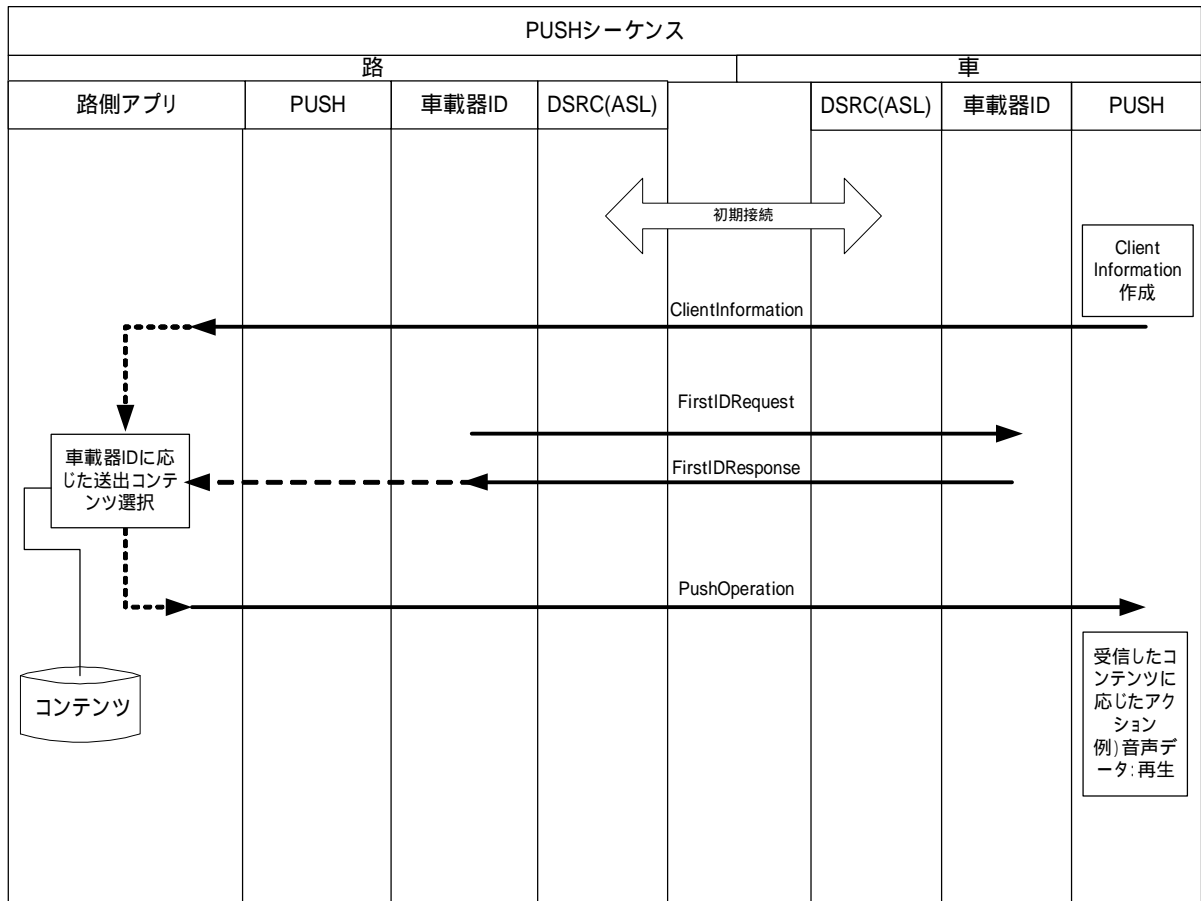 PUSHシーケンス
路
車
路側アプリ
PUSH
車載器ID
DSRC(ASL)
DSRC(ASL)
車載器ID
PUSH
初期接続
Client
Information
作成
ClientInformation
FirstIDRequest
車載器IDに応
じた送出コンテ
ンツ選択
FirstIDResponse
PushOperation
コンテンツ
受信したコ
ンテンツに
応じたアク
ション
例)音声デ
ータ:再生